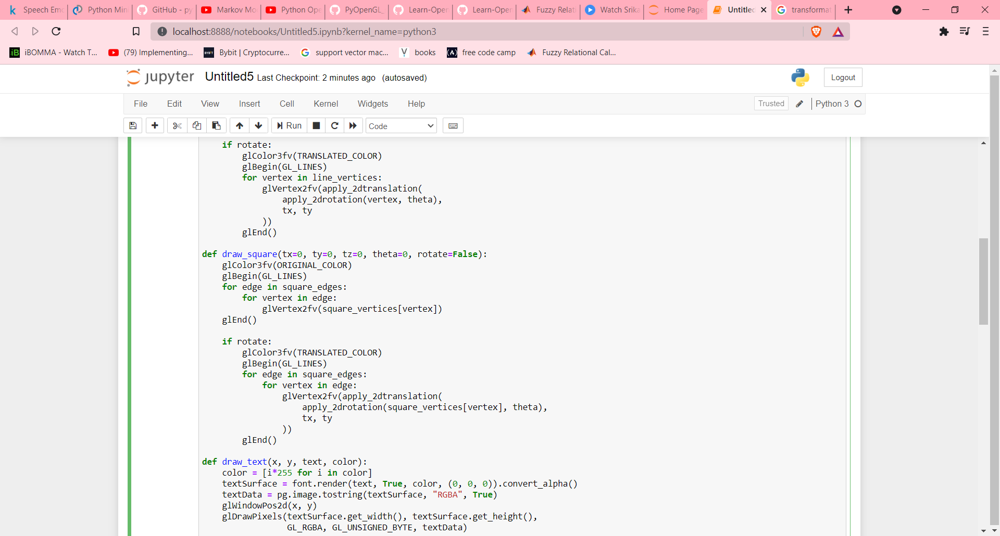 Speech Emo
Python Mini
GitHub - py
Markov Mo
Python Ope
PyOpenGL_
Learn-Open
Learn-Open
Fuzzy Relati
Watch Srika
Home Page
Untitled
transformat
localhost:8888/notebooks/Untitled5.ipynb?kernel_name=python3
iBOMMA - Watch T...
(79) Implementing...
Bybit | Cryptocurre...
support vector mac...
books
free code camp
Fuzzy Relational Cal...
jupyter Untitled5 Last Checkpoint: 2 minutes ago (autosaved)
Logout
File Edit View Insert Cell Kernel Widgets Help
Trusted
Python 3
Run
Code
if rotate:
glColor3fv(TRANSLATED_COLOR)
glBegin(GL_LINES)
for vertex in line_vertices:
glVertex2fv(apply_2dtranslation(
apply_2drotation(vertex, theta),
tx, ty
))
glEnd()
def draw_square(tx=0, ty=0, tz=0, theta=0, rotate=False):
glColor3fv(ORIGINAL_COLOR)
glBegin(GL_LINES)
for edge in square_edges:
for vertex in edge:
glVertex2fv(square_vertices[vertex])
glEnd()
if rotate:
glColor3fv(TRANSLATED_COLOR)
glBegin(GL_LINES)
for edge in square_edges:
for vertex in edge:
glVertex2fv(apply_2dtranslation(
apply_2drotation(square_vertices[vertex], theta),
tx, ty
))
glEnd()
def draw_text(x, y, text, color):
color = [i*255 for i in color]
textSurface = font.render(text, True, color, (0, 0, 0)).convert_alpha()
textData = pg.image.tostring(textSurface, "RGBA", True)
glWindowPos2d(x, y)
glDrawPixels(textSurface.get_width(), textSurface.get_height(),
GL_RGBA, GL_UNSIGNED_BYTE, textData)